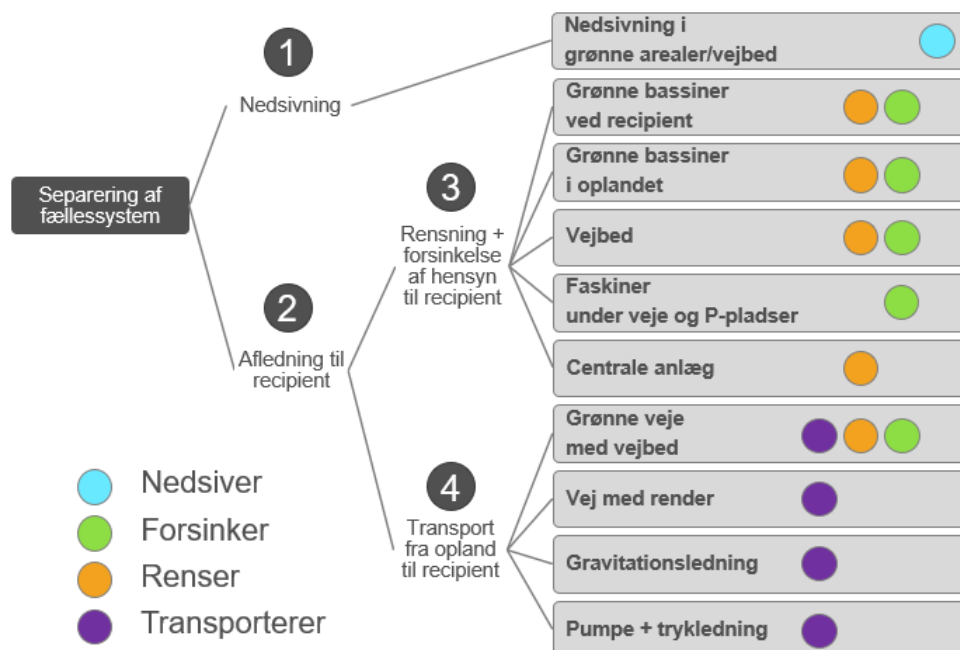 Separering af
fællessystem
1
Nedsivning
2
Afledning til
recipient
3
Rensning +
forsinkelse
af hensyn
til recipient
4
Transport
fra opland
til recipient
Nedsivning i
grønne arealer/vejbed
Grønne bassiner
ved recipient
Grønne bassiner
i oplandet
Vejbed
Faskiner
under veje og P-pladser
Centrale anlæg
Grønne veje
med vejbed
Vej med render
Gravitationsledning
Pumpe + trykledning
Nedsiver
Forsinker
Renser
Transporterer